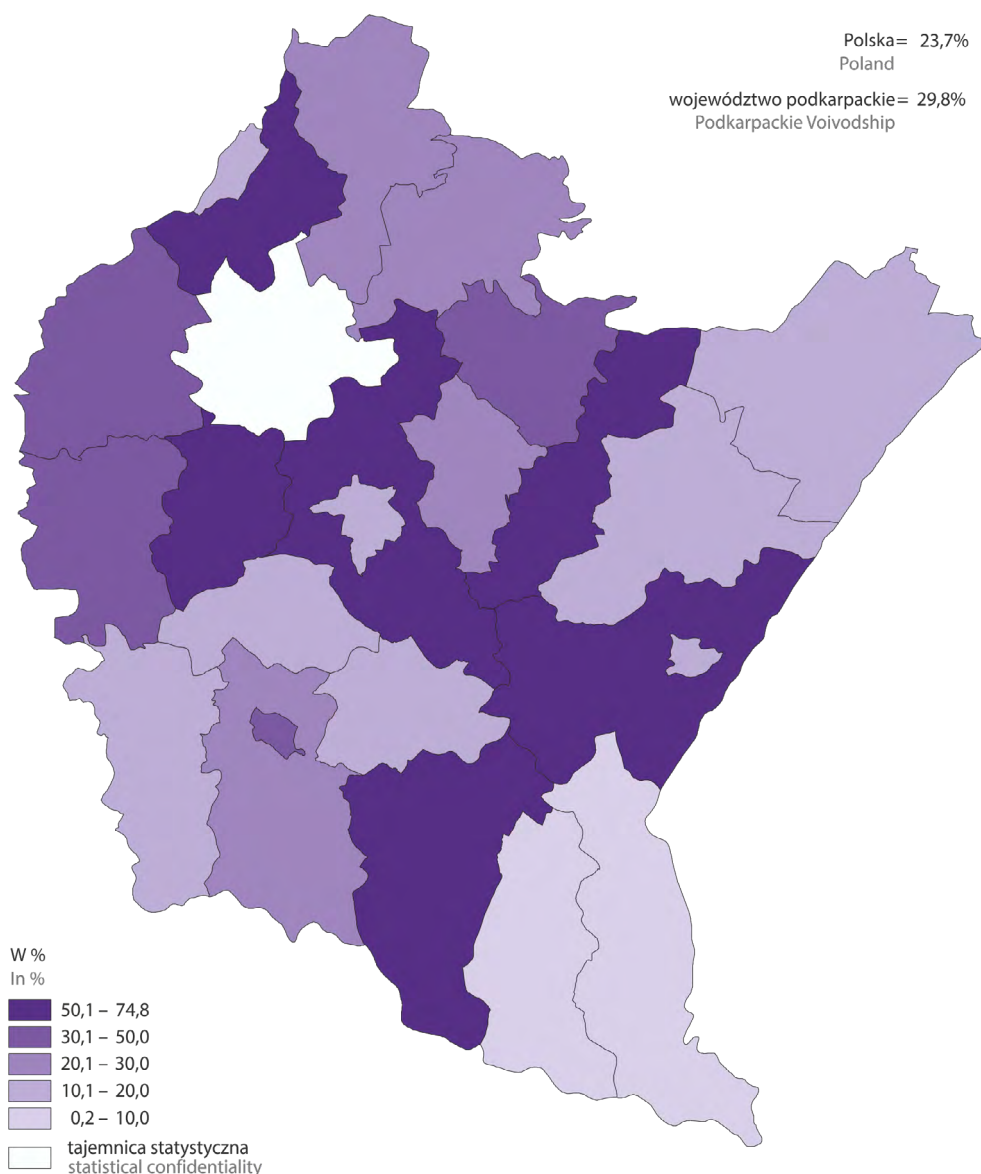 Polska= 23,7%
Poland
województwo podkarpackie= 29,8%
Podkarpackie Voivodship
W %
In %
50,1 – 74,8
30,1 – 50,0
20,1 – 30,0
10,1 – 20,0
0,2 – 10,0
tajemnica statystyczna
statistical confidentiality